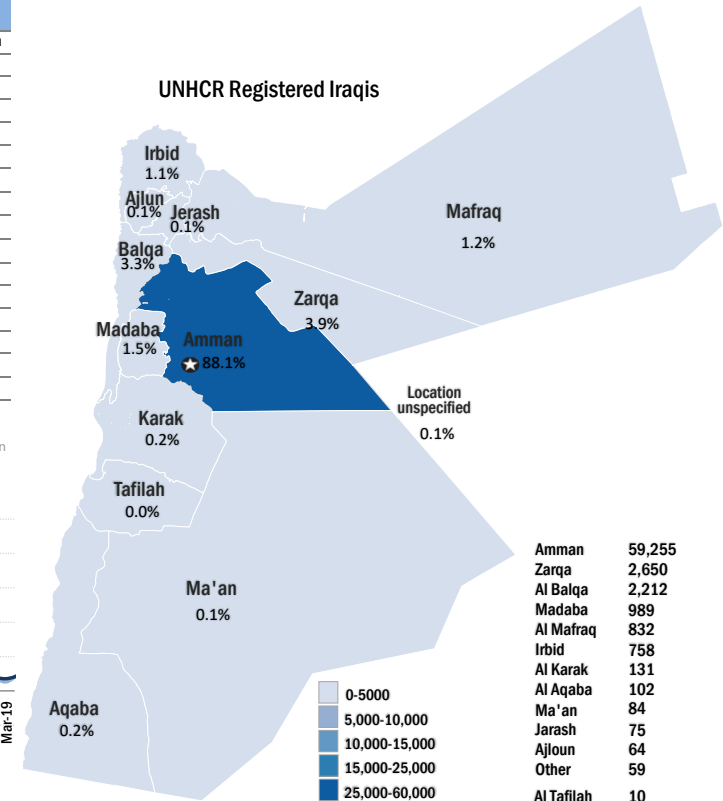 UNHCR Registered Iraqis
Irbid
1.1%
Ajlun
0.1%
Jerash
0.1%
Mafraq
1.2%
Balqa
3.3%
Zarqa
3.9%
Madaba
1.5%
Amman
88.1%
Location
unspecified
0.1%
Karak
0.2%
Tafilah
0.0%
Ma'an
0.1%
Aqaba
0.2%
Mar-19
0-5000
5,000-10,000
10,000-15,000
15,000-25,000
25,000-60,000
Amman 59,255
Zarqa 2,650
Al Balqa 2,212
Madaba 989
Al Mafraq 832
Irbid 758
Al Karak 131
Al Aqaba 102
Ma'an 84
Jarash 75
Ajloun 64
Other 59
Al Tafilah 10